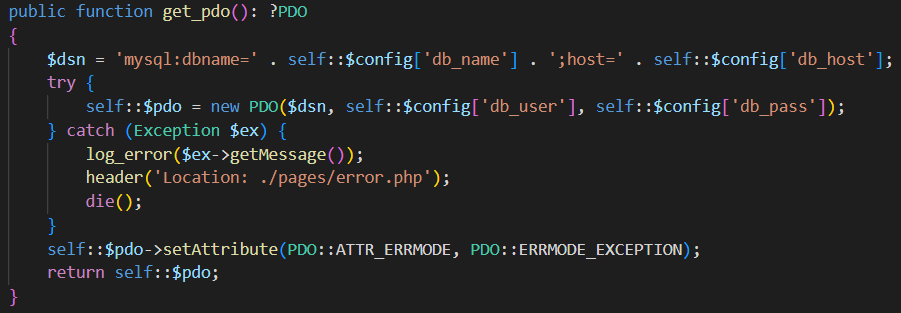 public function get_pdo(): ?PDO
{
    $dsn = 'mysql:dbname=' . self::$config['db_name'] . ';host=' . self::$config['db_host'];
    try {
        self::$pdo = new PDO($dsn, self::$config['db_user'], self::$config['db_pass']);
    } catch (Exception $ex) {
        log_error($ex->getMessage());
        header('Location: ./pages/error.php');
        die();
    }
    self::$pdo->setAttribute(PDO::ATTR_ERRMODE, PDO::ERRMODE_EXCEPTION);
    return self::$pdo;
}